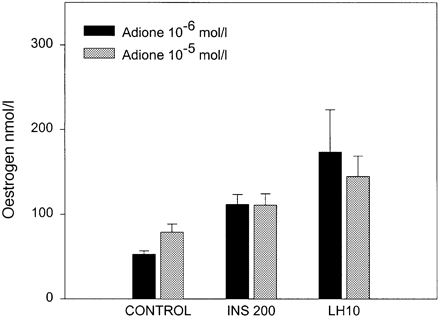 300
200
100
0
Oestrogen nmol/l
Adione 10-6 mol/l
Adione 10-5 mol/l
CONTROL
INS 200
LH10